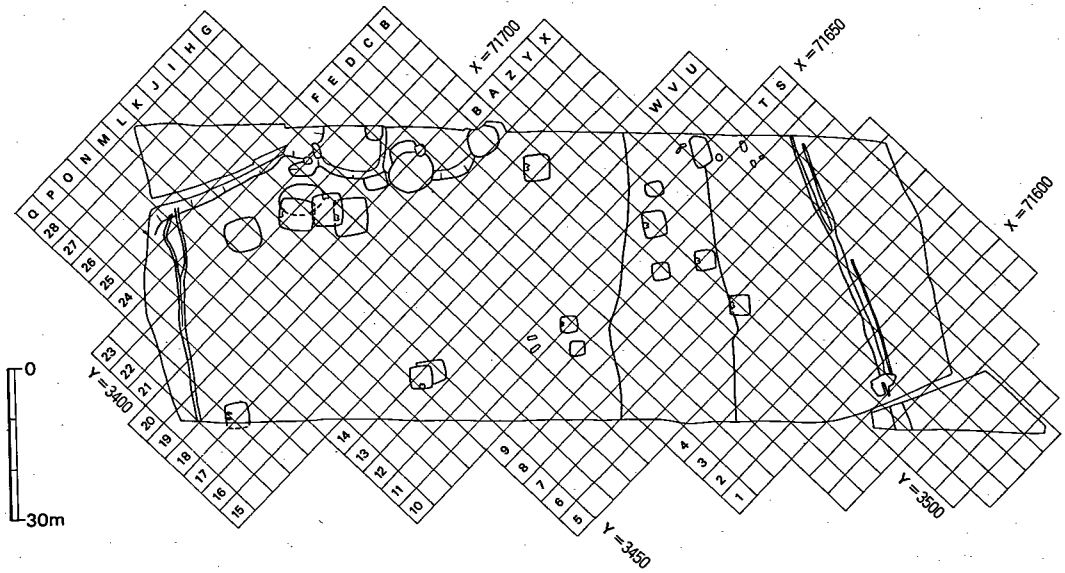 G
H
I
J
K
L
M
N
O
P
Q
B
C
D
E
F
X = 71700
X
Y
Z
A
B
U
V
W
X = 71650
S
T
X = 71600
28
27
26
25
24
23
22
21
Y = 3400
20
19
18
17
16
15
14
13
12
11
10
9
8
7
6
5
Y = 3450
4
3
2
1
Y = 3500
0
30m